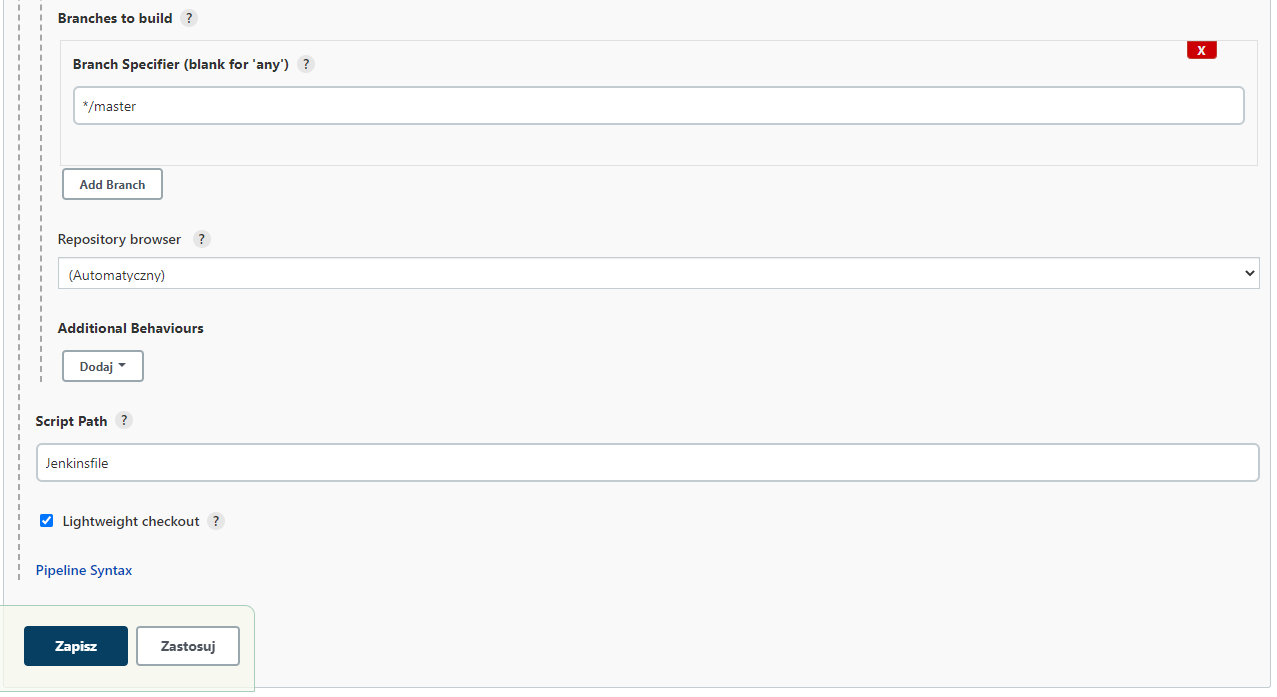 Branches to build ?
Branch Specifier (blank for 'any') ?
X
*/master
Add Branch
Repository browser ?
(Automatyczny)
Additional Behaviours
Dodaj
Script Path ?
Jenkinsfile
Lightweight checkout ?
Pipeline Syntax
Zapisz Zastosuj